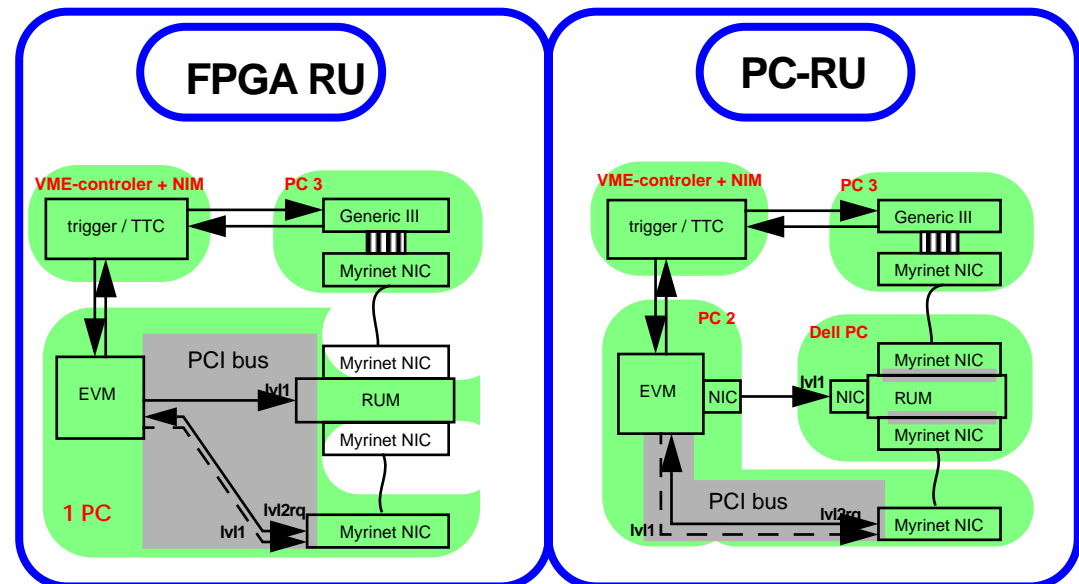 FPGA RU
VME-controler + NIM
PC 3
trigger / TTC
Generic III
Myrinet NIC
PCI bus
Myrinet NIC
EVM
lvl1
RUM
Myrinet NIC
1 PC
lvl2rq
lvl1
Myrinet NIC
PC-RU
VME-controler + NIM
PC 3
trigger / TTC
Generic III
Myrinet NIC
PC 2
Dell PC
Myrinet NIC
EVM
NIC
lvl1
NIC
RUM
Myrinet NIC
PCI bus
lvl2rq
lvl1
Myrinet NIC